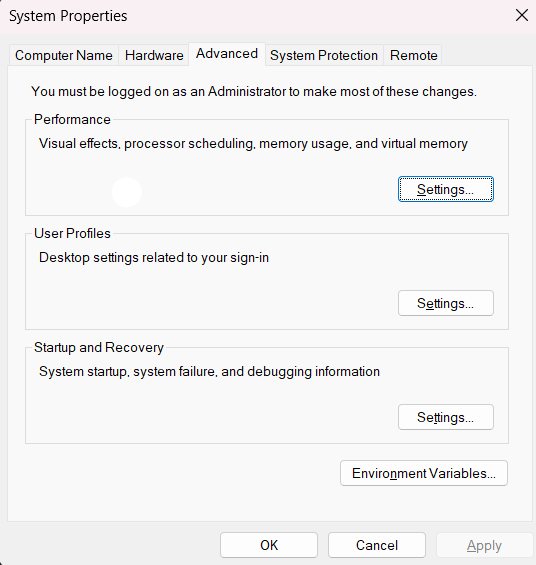 System Properties
Computer Name Hardware Advanced System Protection Remote
You must be logged on as an Administrator to make most of these changes.
Performance
Visual effects, processor scheduling, memory usage, and virtual memory
Settings...
User Profiles
Desktop settings related to your sign-in
Settings...
Startup and Recovery
System startup, system failure, and debugging information
Settings...
Environment Variables...
OK Cancel Apply